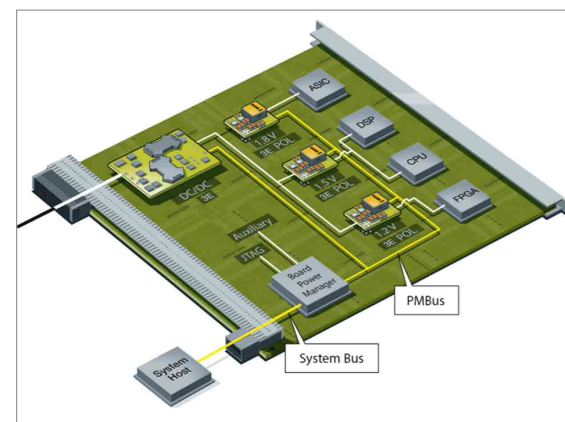 ASIC
DSP
CPU
FPGA
1.8 V
3E POL
1.5 V
3E POL
1.2 V
3E POL
DC/DC
3E
Auxiliary
JTAG
Board
Power
Manager
PMBus
System Bus
System
Host